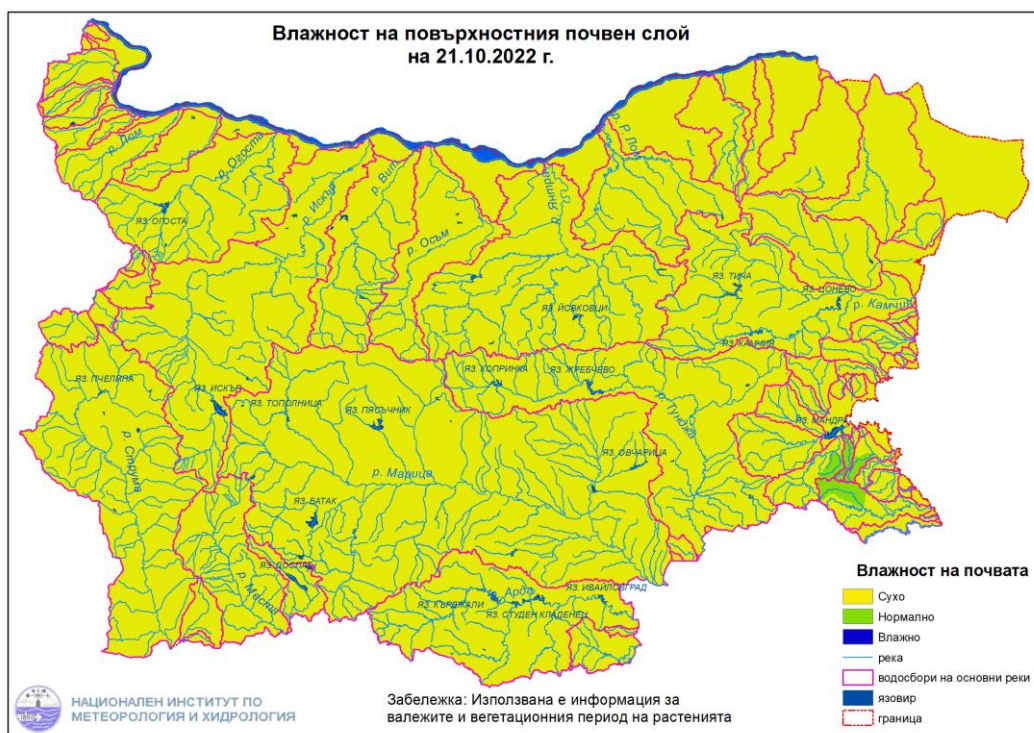 Влажност на повърхностния почвен слой
на 21.10.2022 г.
р. Лом
р. Огоста
Искър
р. Вит
р. Осъм
р. Янтра
р. Р. Лом
ЯЗ. ОГОСТА
ЯЗ. ТИЧА
ЯЗ. ЦОНЕВО
р. Камчия
ЯЗ. ЙОВКОВЦИ
ЯЗ. КАМЧИЯ
ЯЗ. ПЧЕЛИНА
ЯЗ. ИСКЪР
ЯЗ. ТОПОЛНИЦА
ЯЗ. ПЯСЪЧНИК
ЯЗ. КОПРИНКА
ЯЗ. ЖРЕБЧЕВО
р. Тунджа
ЯЗ. МАНДРА
р. Струма
р. Марица
ЯЗ. ОВЧАРИЦА
ЯЗ. БАТАК
ЯЗ. ДОСПАТ
р. Места
р. Арда
ЯЗ. ИВАЙЛОВГРАД
ЯЗ. КЪРДЖАЛИ
ЯЗ. СТУДЕН КЛАДЕНЕЦ
Влажност на почвата
Сухо
Нормално
Влажно
река
водосбори на основни реки
язовир
граница
НАЦИОНАЛЕН ИНСТИТУТ ПО
МЕТЕОРОЛОГИЯ И ХИДРОЛОГИЯ
Забележка: Използвана е информация за
валежите и вегетационния период на растенията